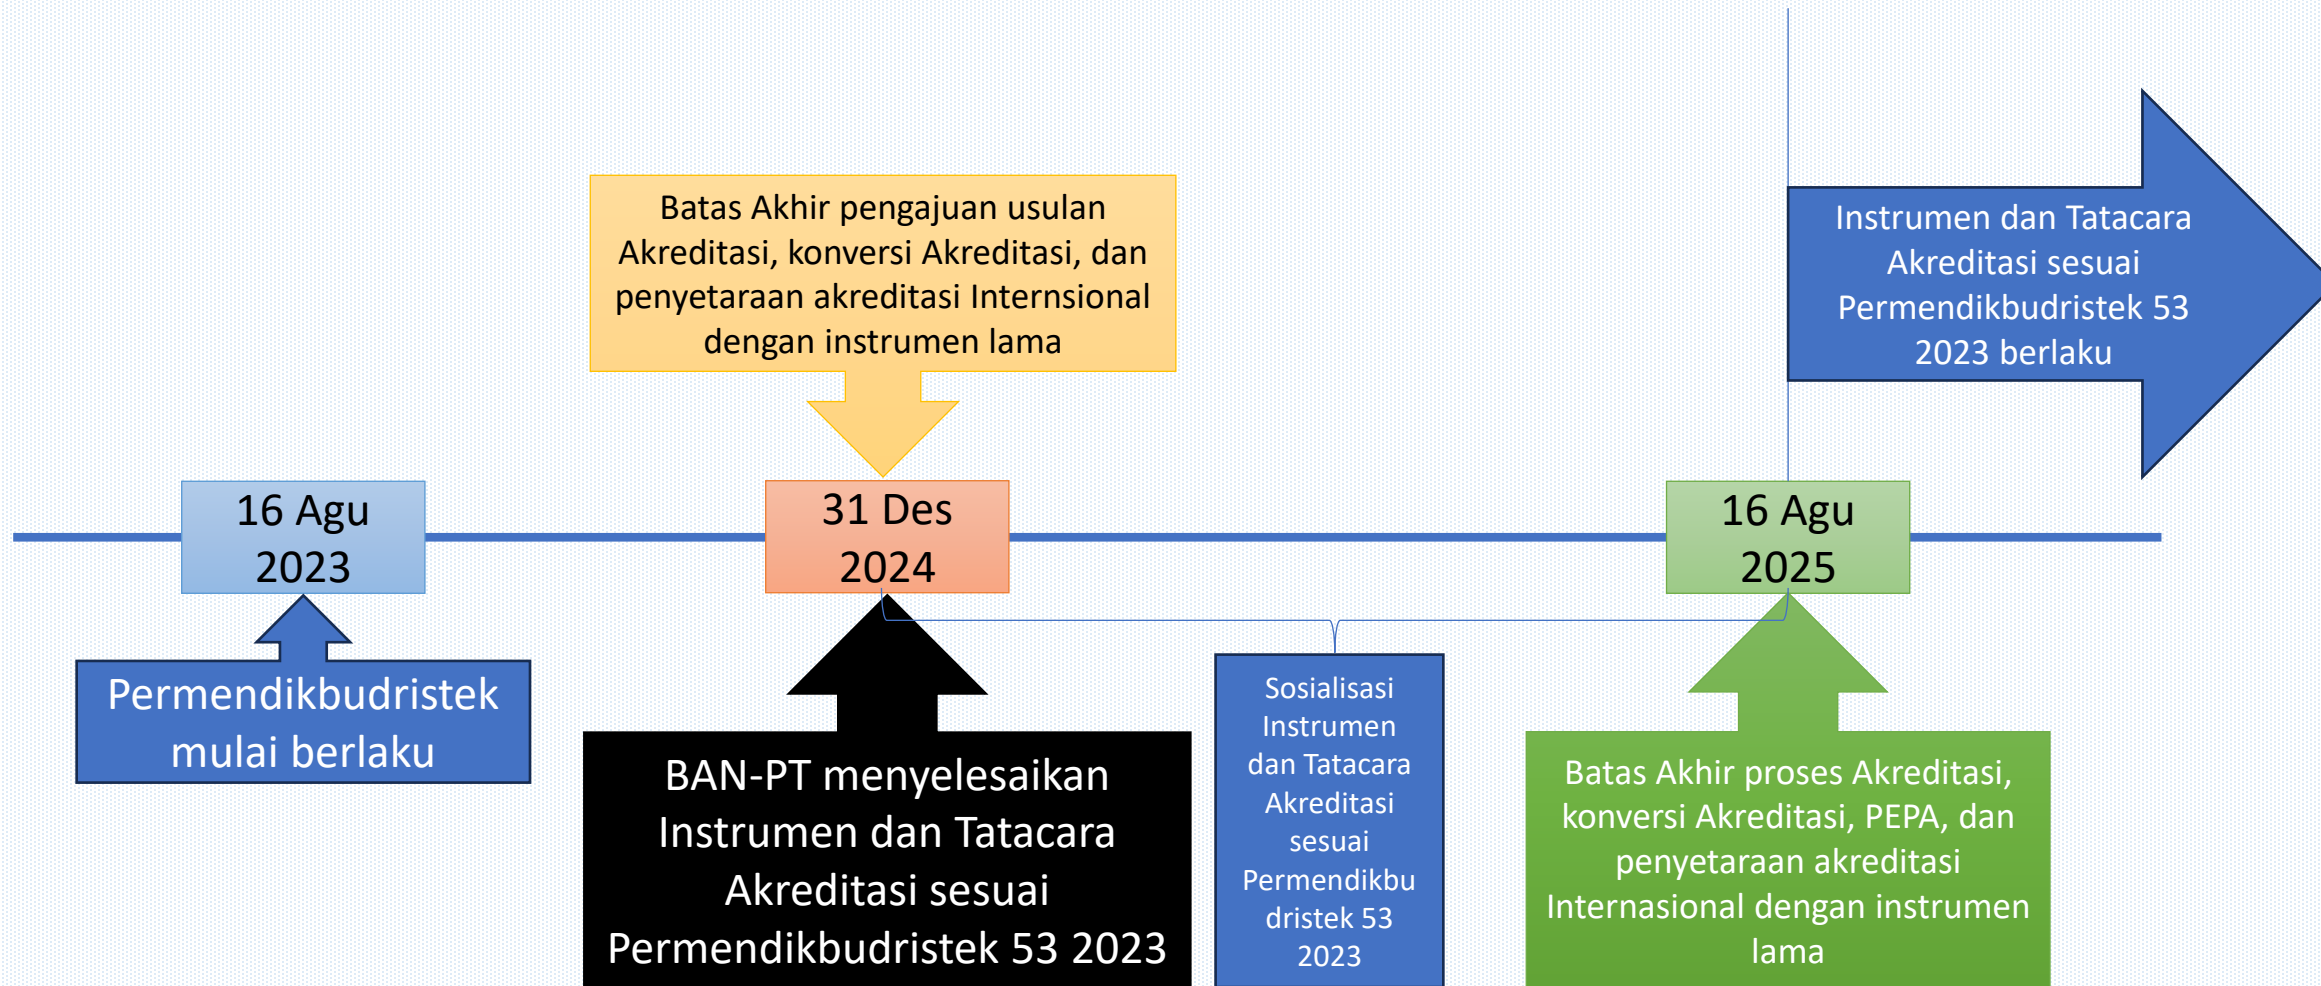 Batas Akhir pengajuan usulan
Akreditasi, konversi Akreditasi, dan
penyetaraan akreditasi Internsional
dengan instrumen lama
Instrumen dan Tatacara
Akreditasi sesuai
Permendikbudristek 53
2023 berlaku
16 Agu
2023
31 Des
2024
16 Agu
2025
Permendikbudristek
mulai berlaku
BAN-PT menyelesaikan
Instrumen dan Tatacara
Akreditasi sesuai
Permendikbudristek 53 2023
Sosialisasi
Instrumen
dan Tatacara
Akreditasi
sesuai
Permendikbu
dristek 53
2023
Batas Akhir proses Akreditasi,
konversi Akreditasi, PEPA, dan
penyetaraan akreditasi
Internasional dengan instrumen
lama